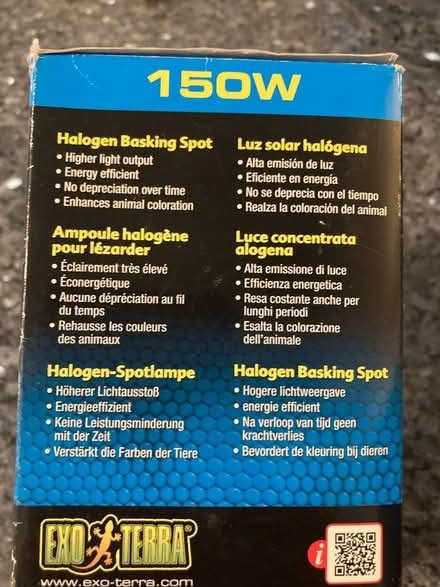 150W
Halogen Basking Spot
• Higher light output
• Energy efficient
• No depreciation over time
• Enhances animal coloration
Luz solar halógena
• Alta emisión de luz
• Eficiente en energía
• No se deprecia con el tiempo
• Realza la coloración del animal
Ampoule halogène
pour lézarder
• Éclairement très élevé
• Éconergétique
• Aucune dépréciation au fil
du temps
• Rehausse les couleurs
des animaux
Luce concentrata
alogena
• Alta emissione di luce
• Efficienza energetica
• Resa costante anche per
lunghi periodi
• Esalta la colorazione
dell'animale
Halogen-Spotlampe
• Höherer Lichtausstoß
• Energieeffizient
• Keine Leistungsminderung
mit der Zeit
• Verstärkt die Farben der Tiere
Halogen Basking Spot
• Hogere lichtweergave
• energie efficient
• Na verloop van tijd geen
krachtverlies
• Bevordert de kleuring bij dieren
EXO TERRA®
www.exo-terra.com
i